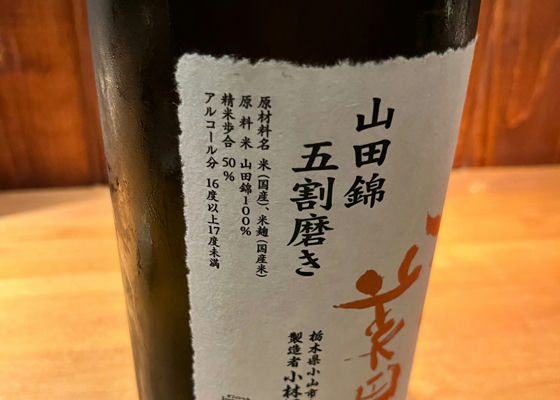 山田錦
五割磨き
原材料名 米(国産)、米麹(国産米)
原料米 山田錦100%
精米歩合 50%
アルコール分 16度以上17度未満
栃木県小山市
製造者 小林